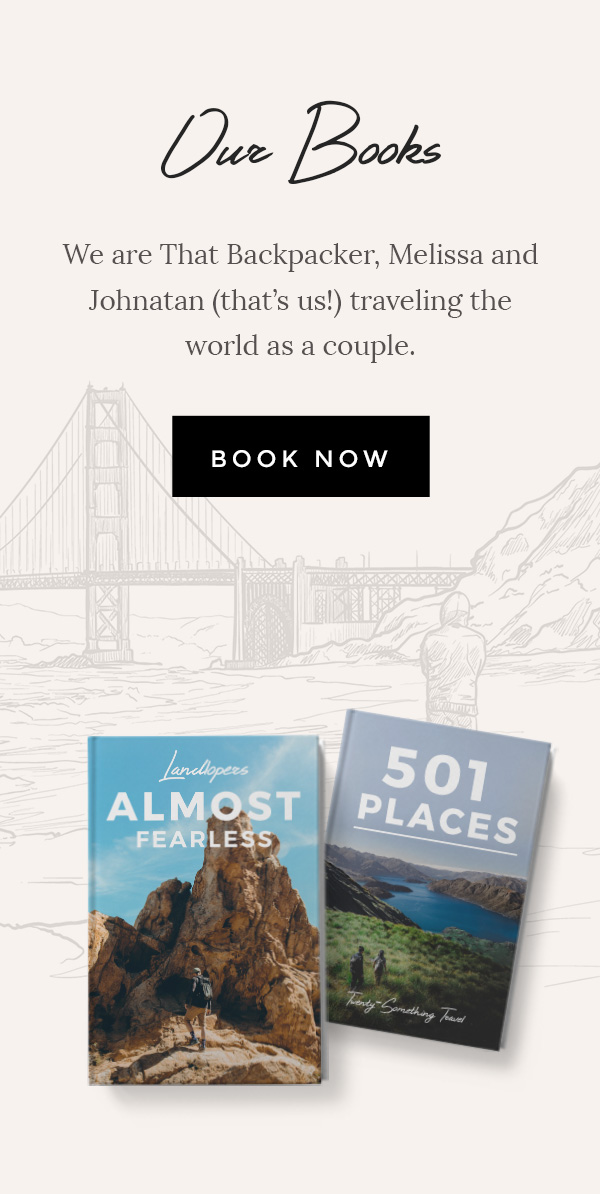 Our Books
We are That Backpacker, Melissa and
Johnatan (that's us!) traveling the
world as a couple.
BOOK NOW
Landlopers
ALMOST
FEARLESS
501
PLACES
Twenty-Something Travel